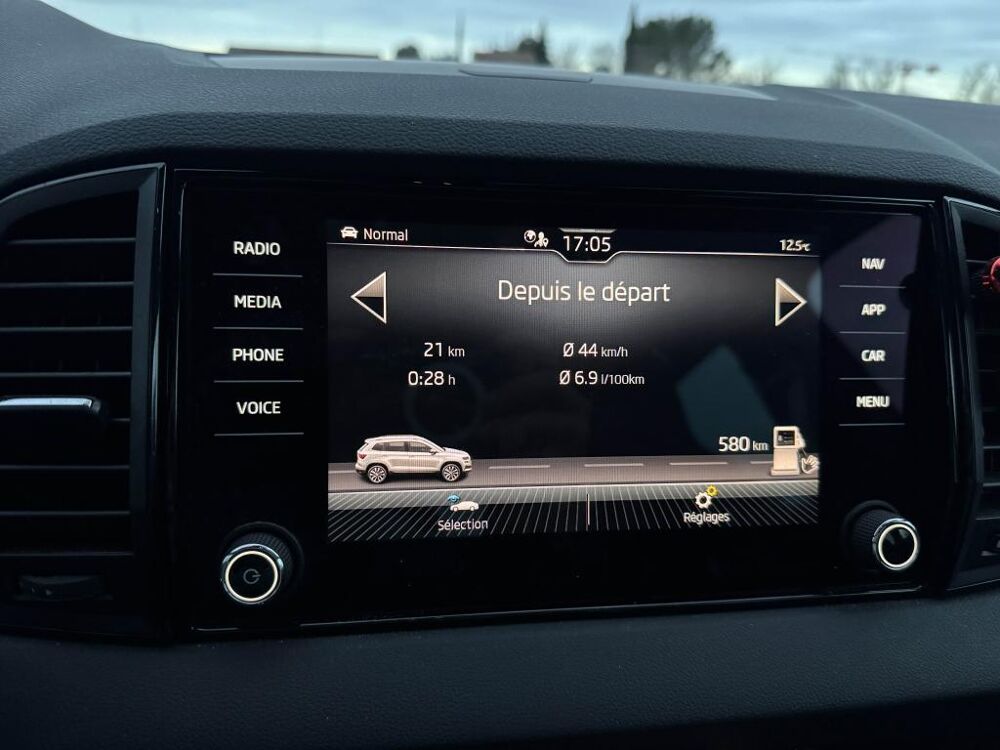 Normal
17:05
12.5°C
RADIO
MEDIA
PHONE
VOICE
NAV
APP
CAR
MENU
Depuis le départ
21 km
Ø 44 km/h
0:28 h
Ø 6.9 l/100km
580 km
Sélection
Réglages